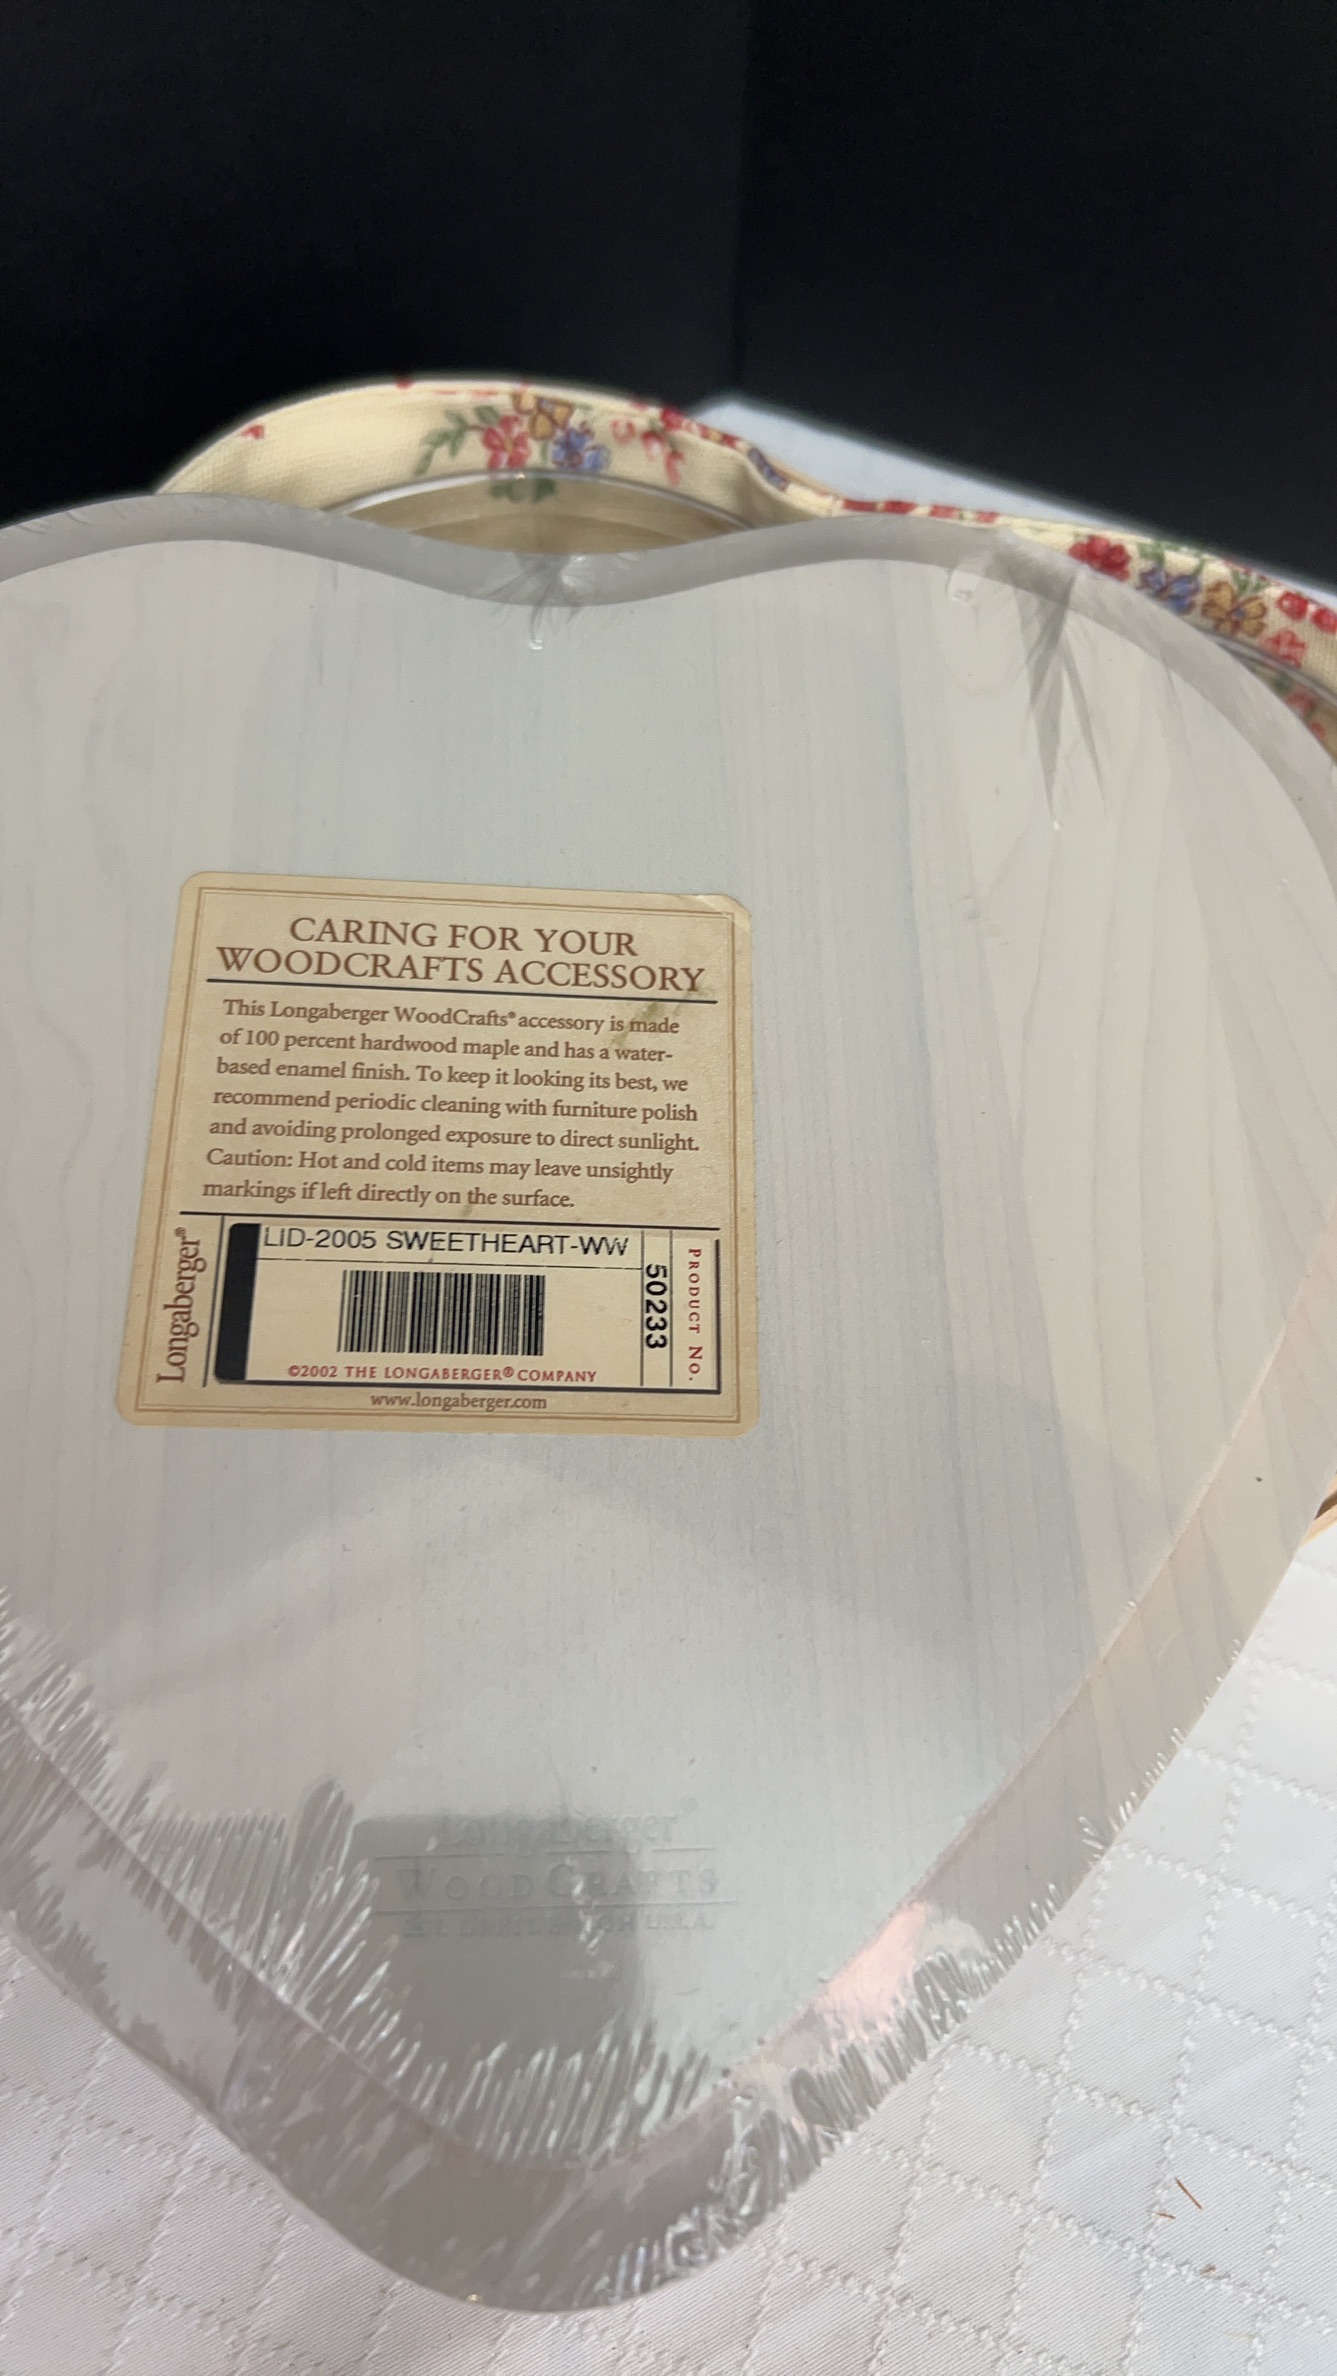 CARING FOR YOUR
WOODCRAFTS ACCESSORY
This Longaberger WoodCrafts® accessory is made
of 100 percent hardwood maple and has a water-
based enamel finish. To keep it looking its best, we
recommend periodic cleaning with furniture polish
and avoiding prolonged exposure to direct sunlight.
Caution: Hot and cold items may leave unsightly
markings if left directly on the surface.
Longaberger®
LID-2005 SWEETHEART-WW
50233
PRODUCT NO.
©2002 THE LONGABERGER® COMPANY
www.longaberger.com
Longaberger®
WOODCRAFTS